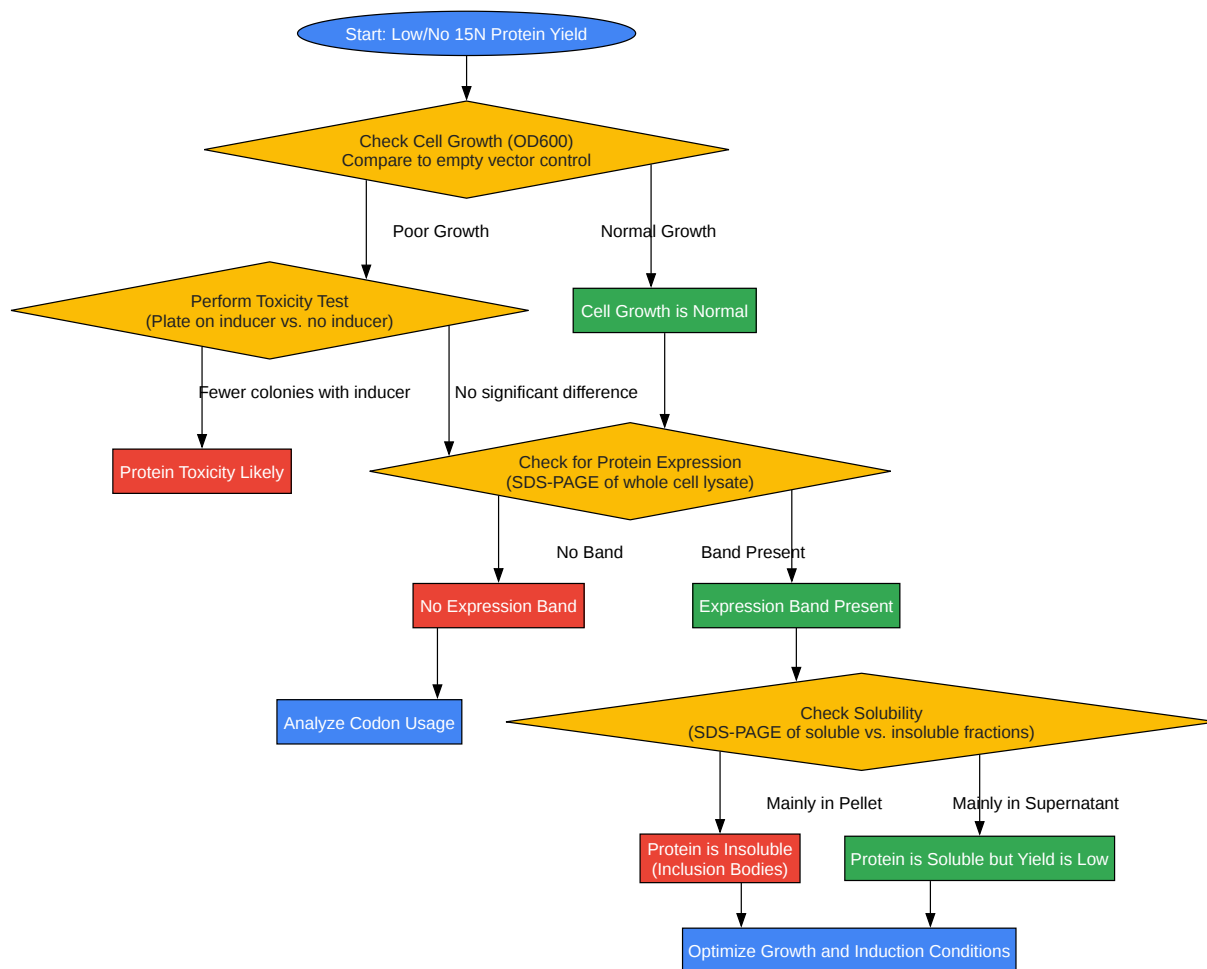 Start: Low/No 15N Protein Yield
Check Cell Growth (OD600)
Compare to empty vector control
Poor Growth
Normal Growth
Perform Toxicity Test
(Plate on inducer vs. no inducer)
Cell Growth is Normal
Fewer colonies with inducer
No significant difference
Protein Toxicity Likely
Check for Protein Expression
(SDS-PAGE of whole cell lysate)
No Band
Band Present
No Expression Band
Expression Band Present
Analyze Codon Usage
Check Solubility
(SDS-PAGE of soluble vs. insoluble fractions)
Mainly in Pellet
Mainly in Supernatant
Protein is Insoluble
(Inclusion Bodies)
Protein is Soluble but Yield is Low
Optimize Growth and Induction Conditions